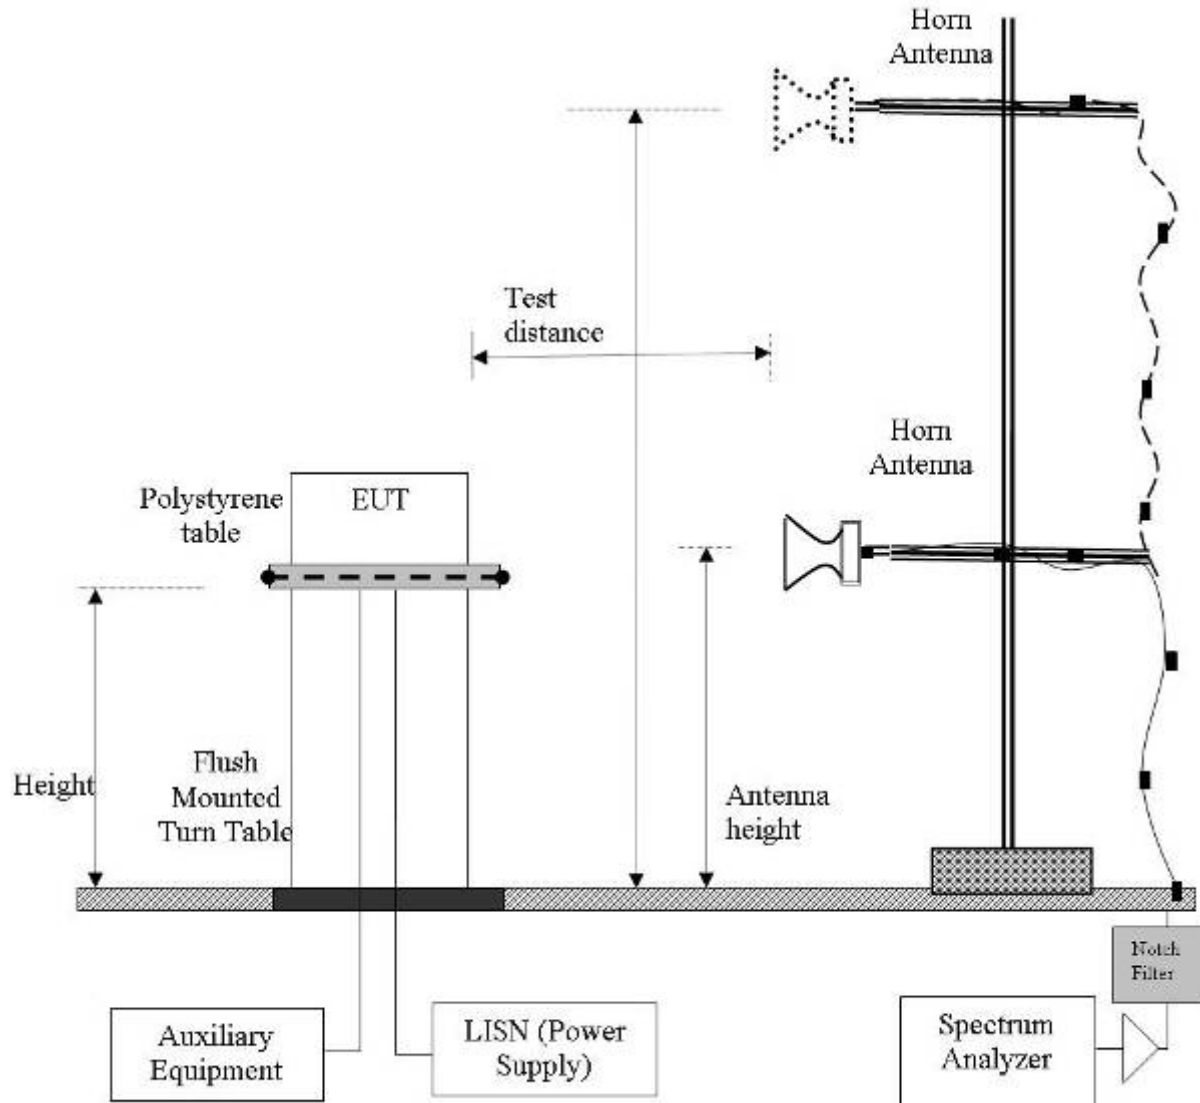 Horn
Antenna
Test
distance
Horn
Antenna
Polystyrene
table
EUT
Height
Flush
Mounted
Turn Table
Antenna
height
Notch
Filter
Auxiliary
Equipment
LISN (Power
Supply)
Spectrum
Analyzer